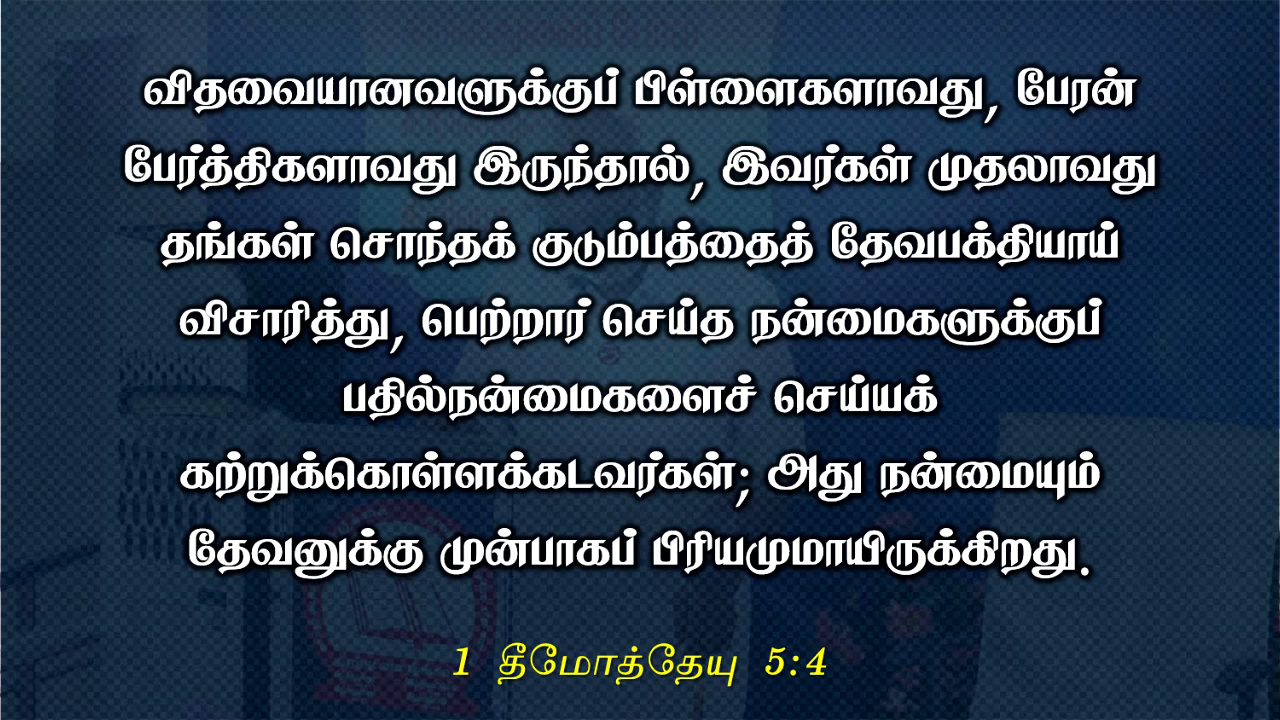 விதவையானவளுக்குப் பிள்ளைகளாவது, பேரன்
பேர்த்திகளாவது இருந்தால், இவர்கள் முதலாவது
தங்கள் சொந்தக் குடும்பத்தைத் தேவபக்தியாய்
விசாரித்து, பெற்றார் செய்த நன்மைகளுக்குப்
பதில்நன்மைகளைச் செய்யக்
கற்றுக்கொள்ளக்கடவர்கள்; அது நன்மையும்
தேவனுக்கு முன்பாகப் பிரியமுமாயிருக்கிறது.
1 தீமோத்தேயு 5:4